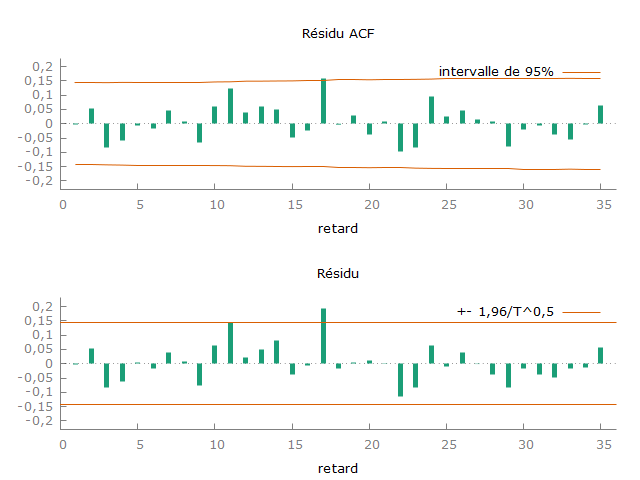 Résidu ACF
intervalle de 95%
0,2
0,15
0,1
0,05
0
-0,05
-0,1
-0,15
-0,2
0 5 10 15 20 25 30 35
retard
Résidu
+- 1,96/T^0,5
0,2
0,15
0,1
0,05
0
-0,05
-0,1
-0,15
-0,2
0 5 10 15 20 25 30 35
retard